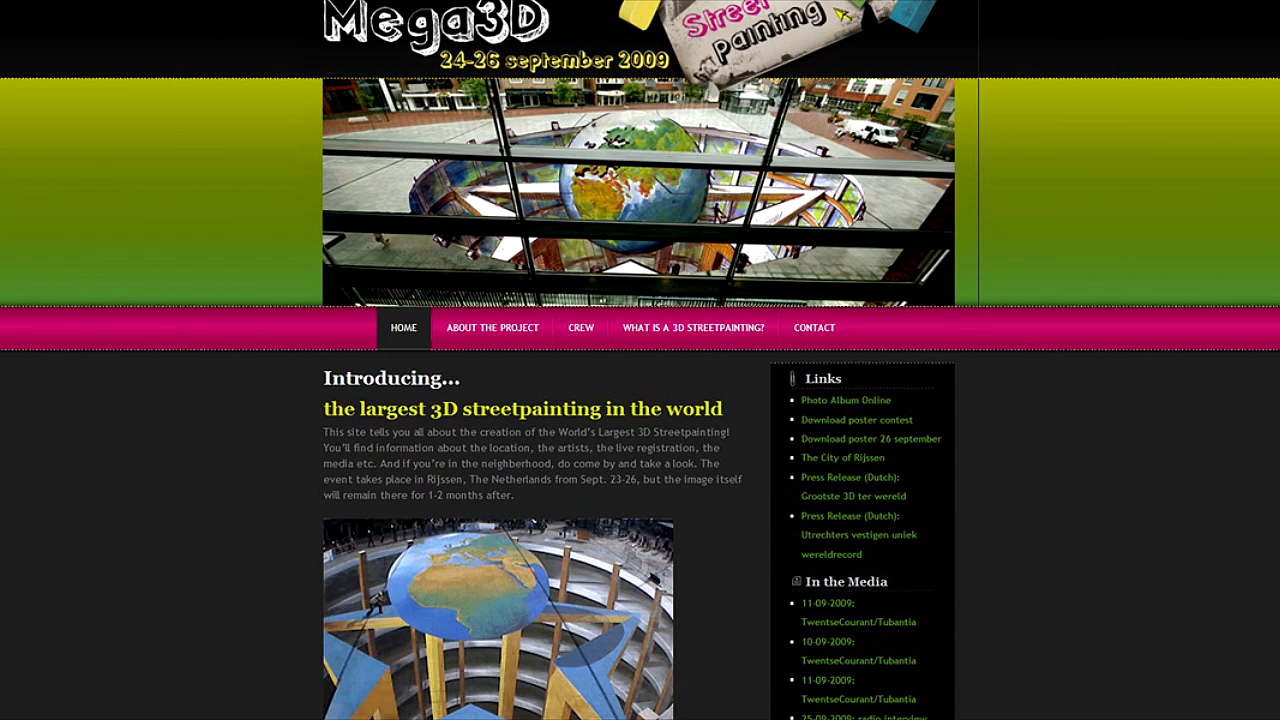 Mega3D
Street
Painting
24-26 september 2009
HOME
ABOUT THE PROJECT
CREW
WHAT IS A 3D STREETPAINTING?
CONTACT
Introducing...
the largest 3D streetpainting in the world
This site tells you all about the creation of the World's Largest 3D Streetpainting!
You'll find information about the location, the artists, the live registration, the
media etc. And if you're in the neighborhood, do come by and take a look. The
event takes place in Rijssen, The Netherlands from Sept. 23-26, but the image itself
will remain there for 1-2 months after.
Links
Photo Album Online
Download poster contest
Download poster 26 september
The City of Rijssen
Press Release (Dutch):
Grootste 3D ter wereld
Press Release (Dutch):
Utrechters vestigen uniek
wereldrecord
In the Media
11-09-2009:
TwentseCourant/Tubantia
10-09-2009:
TwentseCourant/Tubantia
11-09-2009:
TwentseCourant/Tubantia
25-09-2009: radio interview